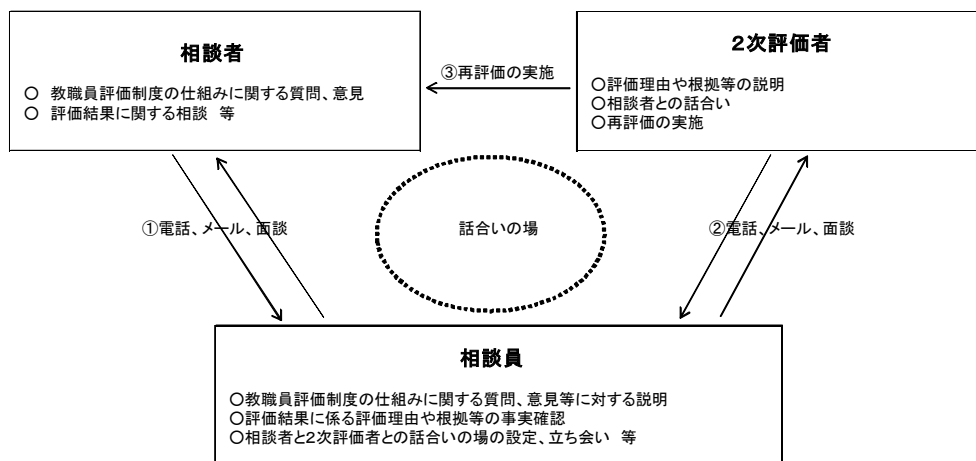 相談者
○ 教職員評価制度の仕組みに関する質問、意見
○ 評価結果に関する相談 等
③再評価の実施
２次評価者
○評価理由や根拠等の説明
○相談者との話合い
○再評価の実施
①電話、メール、面談
話合いの場
②電話、メール、面談
相談員
○教職員評価制度の仕組みに関する質問、意見等に対する説明
○評価結果に係る評価理由や根拠等の事実確認
○相談者と2次評価者との話合いの場の設定、立ち会い 等